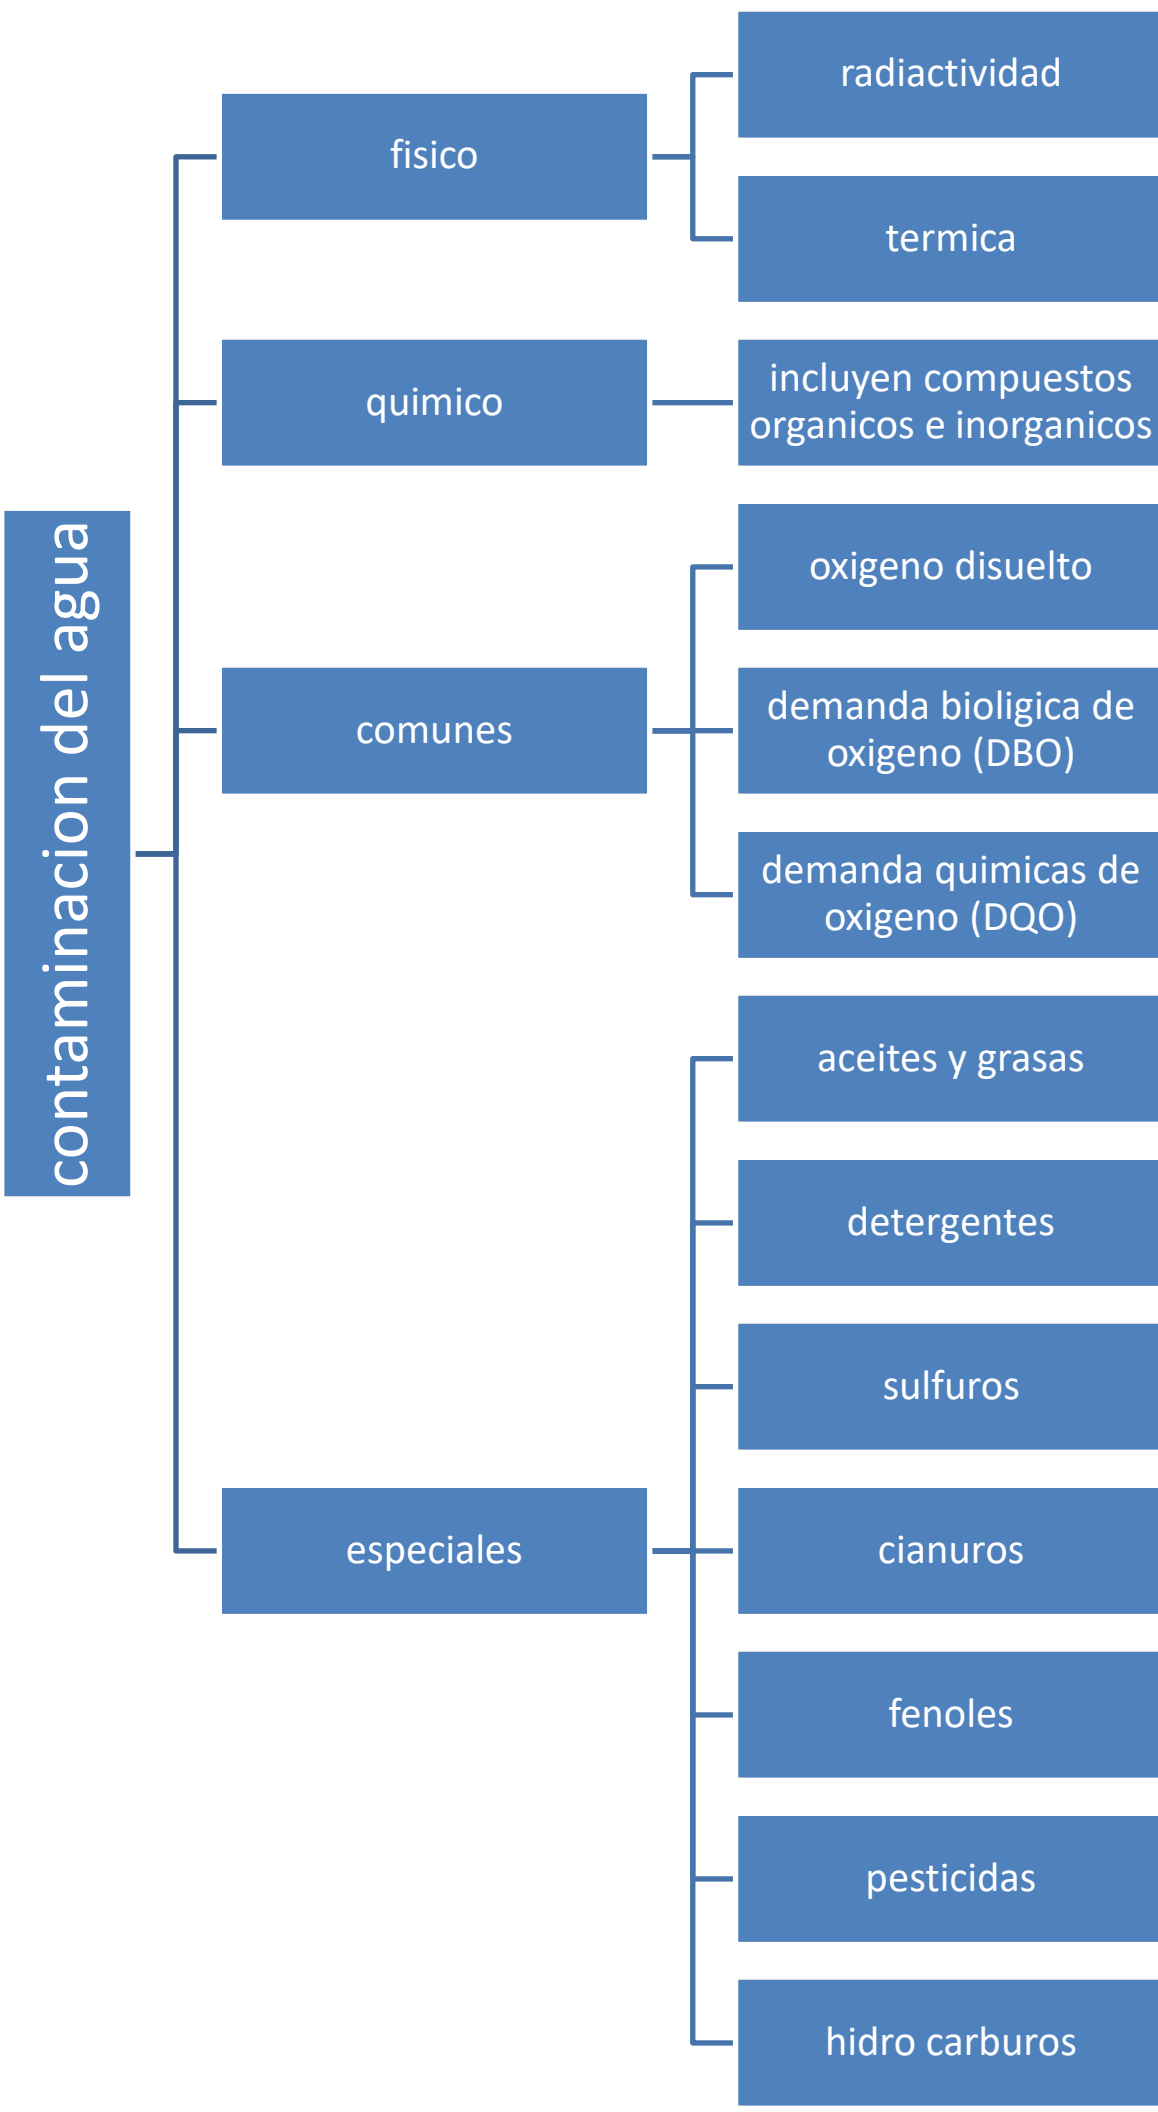 contaminacion del agua
fisico
radiactividad
termica
quimico
incluyen compuestos
organicos e inorganicos
comunes
oxigeno disuelto
demanda bioligica de
oxigeno (DBO)
demanda quimicas de
oxigeno (DQO)
especiales
aceites y grasas
detergentes
sulfuros
cianuros
fenoles
pesticidas
hidro carburos